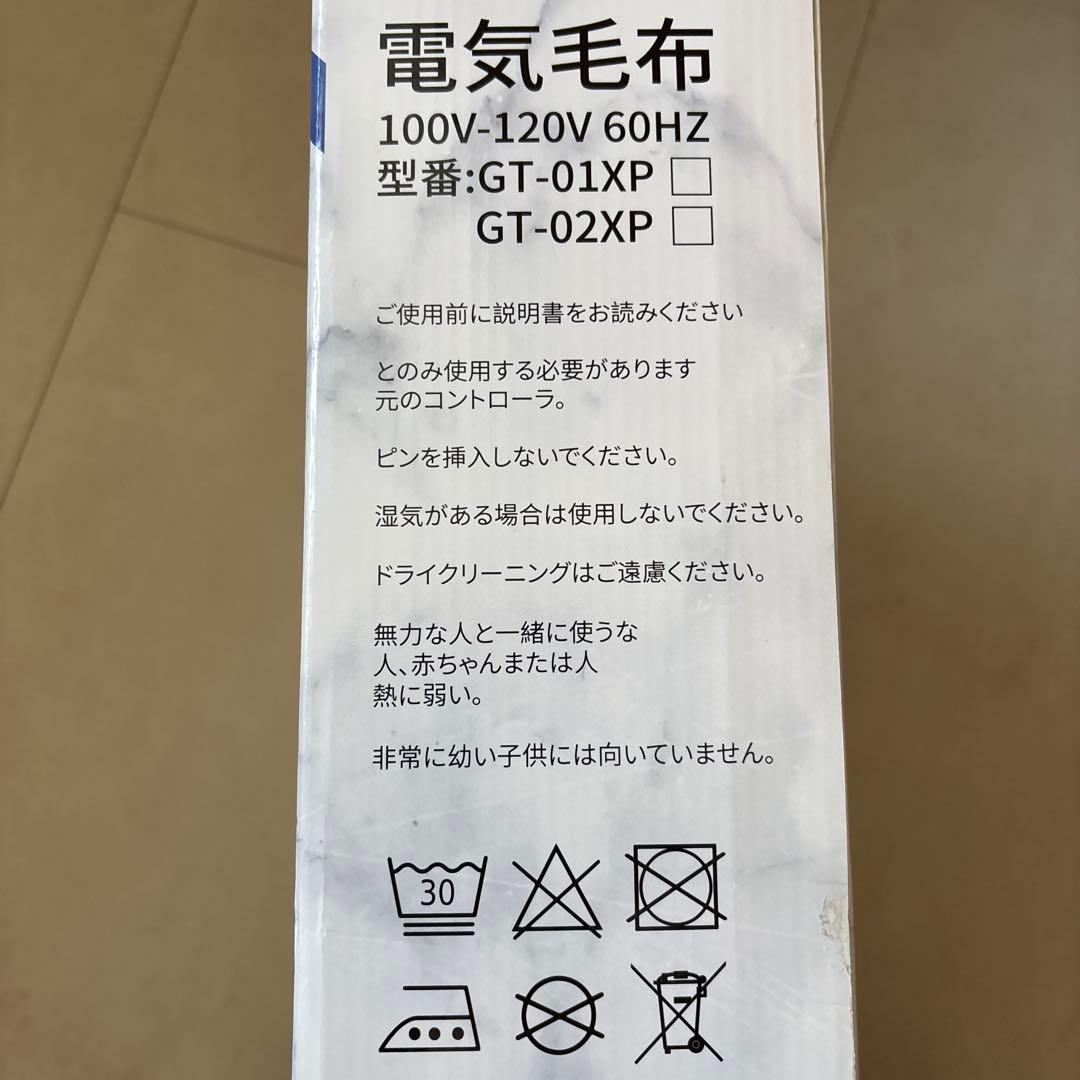 電気毛布
100V-120V 60HZ
型番:GT-01XP
GT-02XP
ご使用前に説明書をお読みください
とのみ使用する必要があります
元のコントローラ。
ピンを挿入しないでください。
湿気がある場合は使用しないでください。
ドライクリーニングはご遠慮ください。
無力な人と一緒に使うな
人、赤ちゃんまたは人
熱に弱い。
非常に幼い子供には向いていません。
30